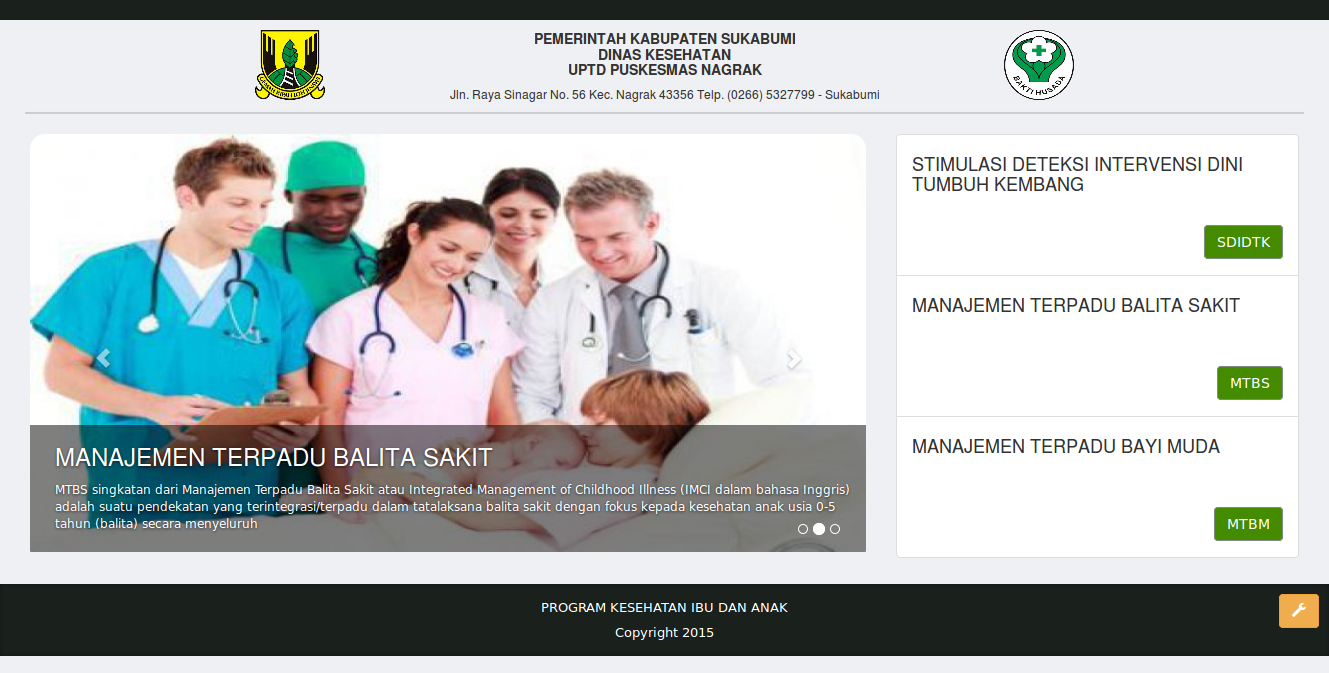 PEMERINTAH KABUPATEN SUKABUMI
DINAS KESEHATAN
UPTD PUSKESMAS NAGRAK
Jln. Raya Sinagar No. 56 Kec. Nagrak 43356 Telp. (0266) 5327799 - Sukabumi
BAKTI HUSADA
STIMULASI DETEKSI INTERVENSI DINI
TUMBUH KEMBANG
SDIDTK
MANAJEMEN TERPADU BALITA SAKIT
MTBS
MANAJEMEN TERPADU BAYI MUDA
MTBM
MANAJEMEN TERPADU BALITA SAKIT
MTBS singkatan dari Manajemen Terpadu Balita Sakit atau Integrated Management of Childhood Illness (IMCI dalam bahasa Inggris)
adalah suatu pendekatan yang terintegrasi/terpadu dalam tatalaksana balita sakit dengan fokus kepada kesehatan anak usia 0-5
tahun (balita) secara menyeluruh
PROGRAM KESEHATAN IBU DAN ANAK
Copyright 2015